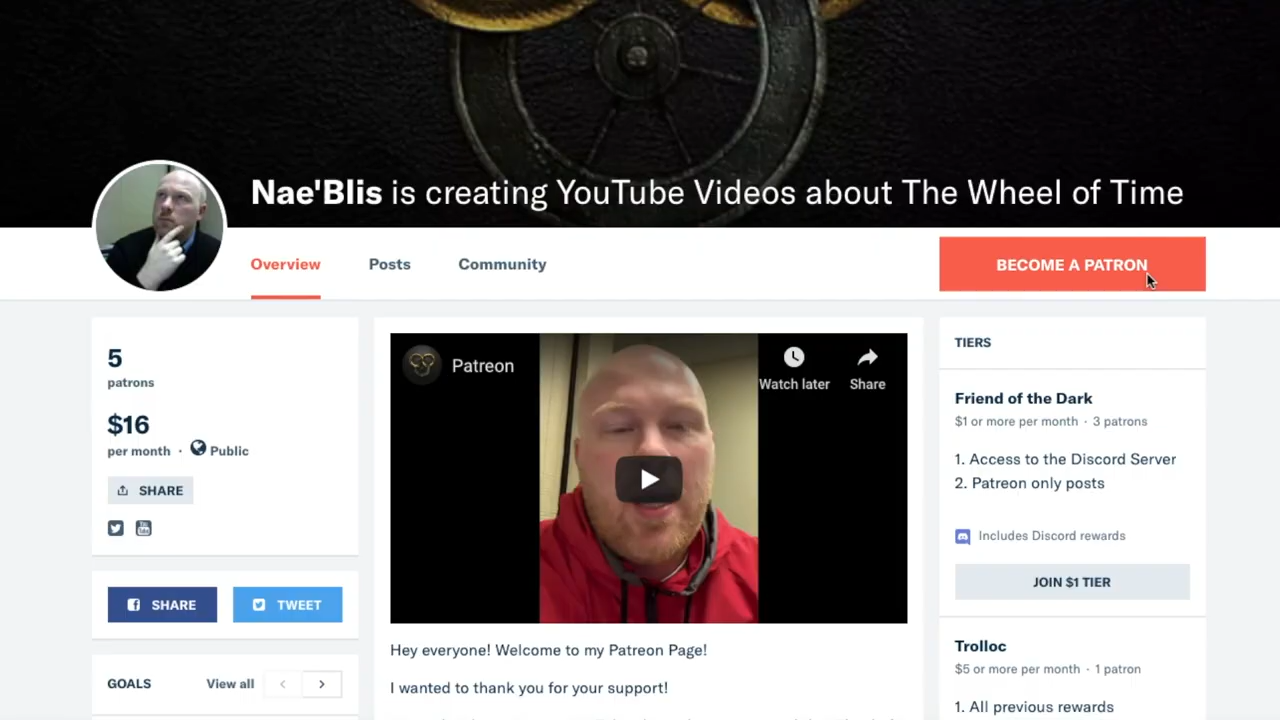 Nae'Blis is creating YouTube Videos about The Wheel of Time
Overview
Posts
Community
BECOME A PATRON
5
patrons
$16
per month · Public
SHARE
SHARE
TWEET
GOALS
View all
Patreon
Watch later
Share
Hey everyone! Welcome to my Patreon Page!
I wanted to thank you for your support!
TIERS
Friend of the Dark
$1 or more per month · 3 patrons
1. Access to the Discord Server
2. Patreon only posts
Includes Discord rewards
JOIN $1 TIER
Trolloc
$5 or more per month · 1 patron
1. All previous rewards